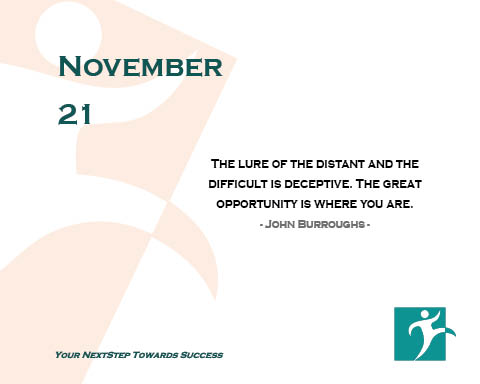 November
21
The lure of the distant and the
difficult is deceptive. The great
opportunity is where you are.
- John Burroughs -
Your NextStep Towards Success